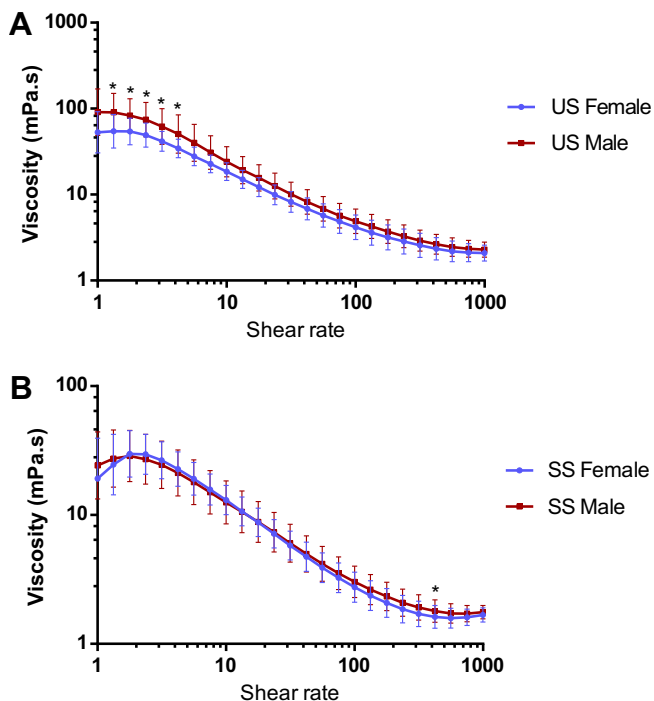 A
Viscosity (mPa.s)
1000
100
10
1
* * * * *
1 10 100 1000
Shear rate
US Female
US Male
B
Viscosity (mPa.s)
100
10
1
*
1 10 100 1000
Shear rate
SS Female
SS Male